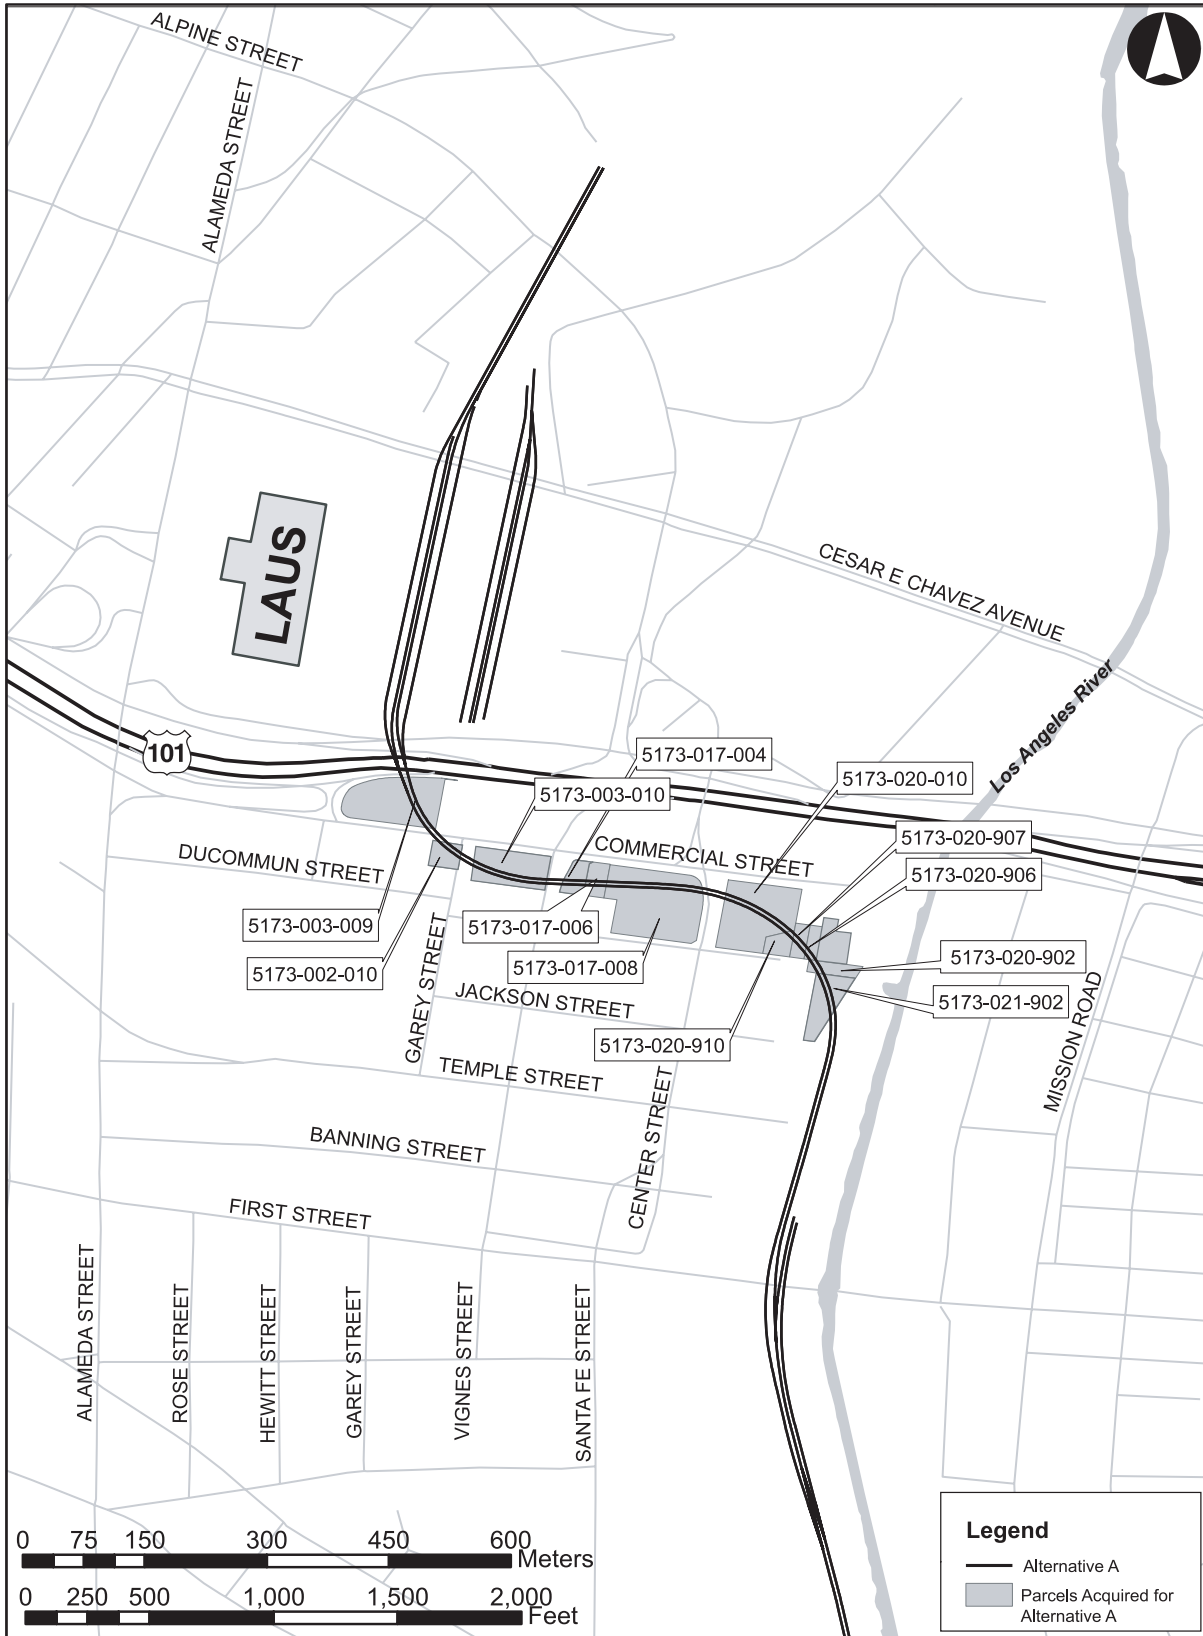 ALPINE STREET
ALAMEDA STREET
LAUS
CESAR E CHAVEZ AVENUE
Los Angeles River
101
5173-017-004
5173-020-010
5173-003-010
5173-020-907
COMMERCIAL STREET
DUCOMMUN STREET
5173-020-906
5173-003-009
5173-017-006
5173-002-010
5173-017-008
5173-020-902
5173-021-902
GAREY STREET
JACKSON STREET
5173-020-910
MISSION ROAD
TEMPLE STREET
BANNING STREET
CENTER STREET
FIRST STREET
ALAMEDA STREET
ROSE STREET
HEWITT STREET
GAREY STREET
VIGNES STREET
SANTA FE STREET
0 75 150 300 450 600
Meters
0 250 500 1,000 1,500 2,000
Feet
Legend
Alternative A
Parcels Acquired for
Alternative A